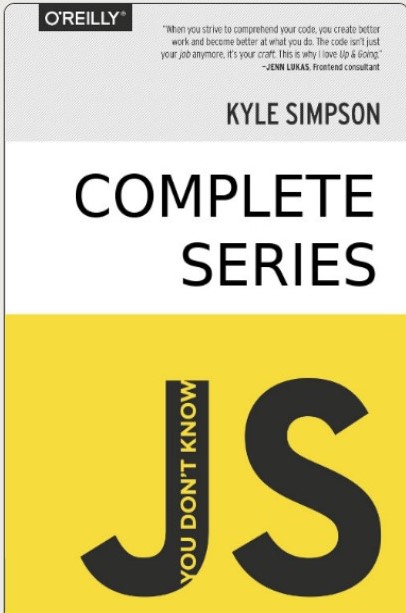 O'REILLY®
"When you strive to comprehend your code, you create better
work and become better at what you do. The code isn't just
your job anymore, it's your craft. This is why I love Up & Going."
–JENN LUKAS, Frontend consultant
KYLE SIMPSON
COMPLETE
SERIES
YOU DON'T KNOW
JS